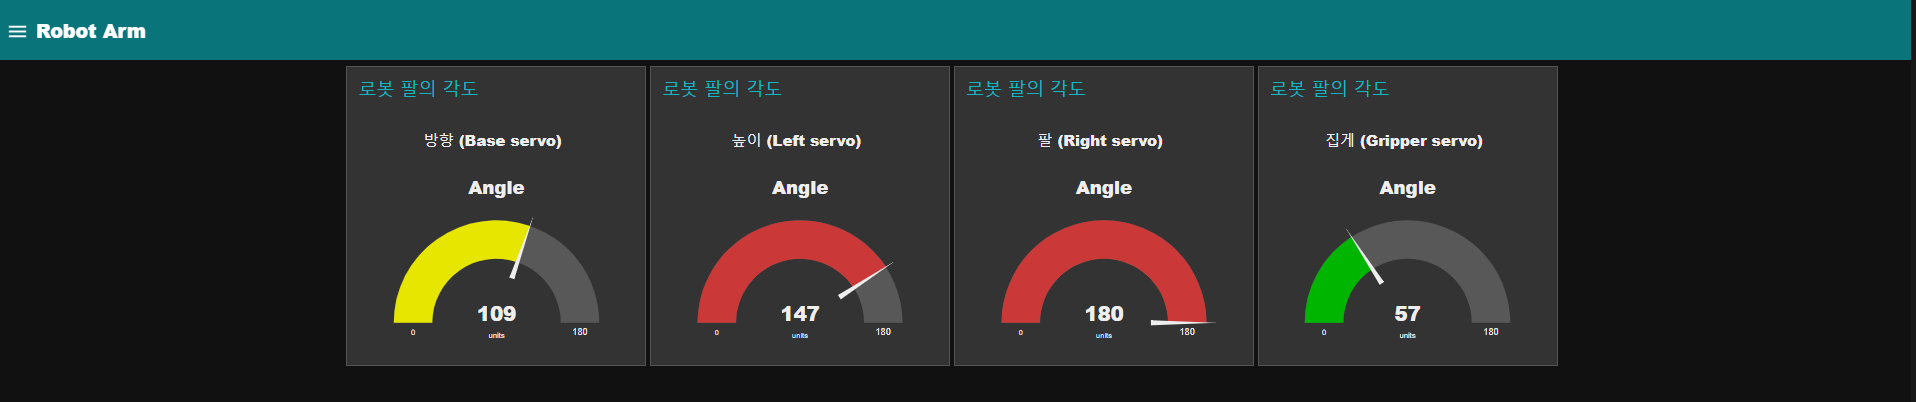 Robot Arm
로봇 팔의 각도
방향 (Base servo)
Angle
109
units
0
180
로봇 팔의 각도
높이 (Left servo)
Angle
147
units
0
180
로봇 팔의 각도
팔 (Right servo)
Angle
180
units
0
180
로봇 팔의 각도
집게 (Gripper servo)
Angle
57
units
0
180